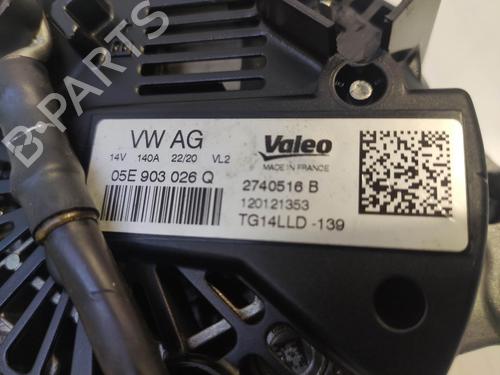 B-PARTS
VW AG
14V 140A 22/20 VL2
05E 903 026 Q
Valeo
MADE IN FRANCE
2740516 B
120121353
TG14LLD -139